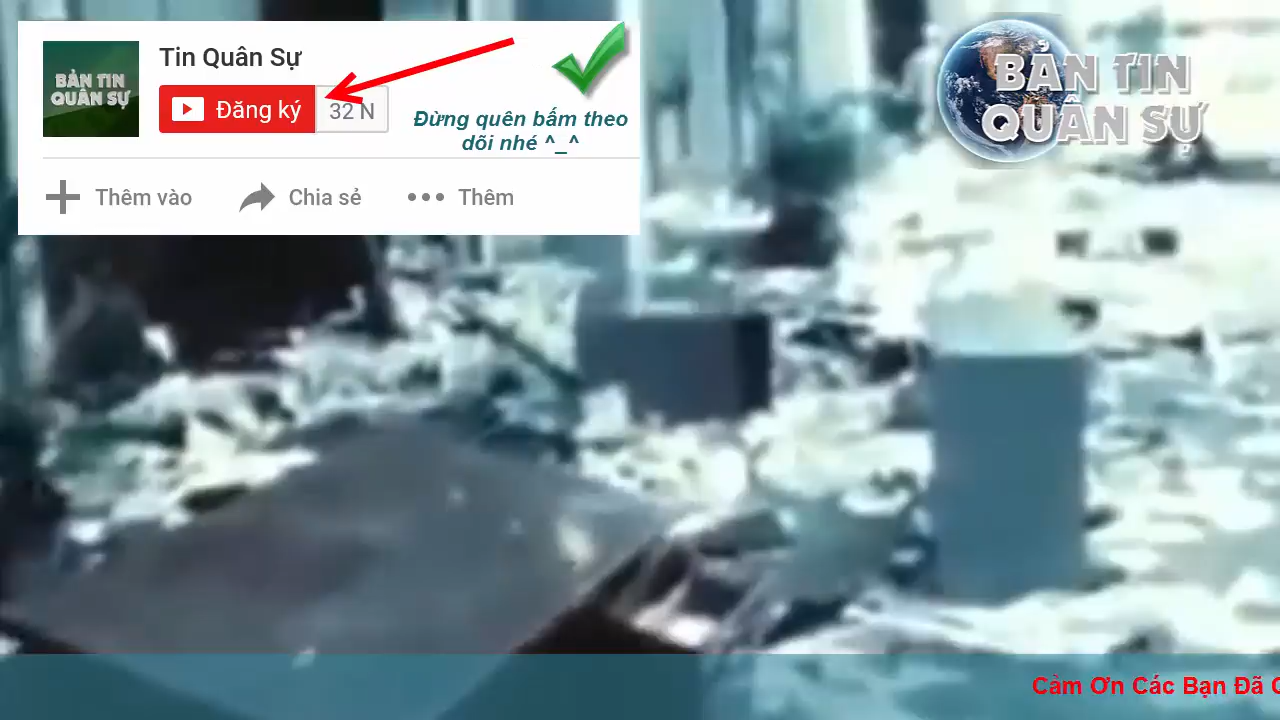 Tin Quân Sự
BẢN TIN
QUÂN SỰ
Đăng ký
32 N
Đừng quên bấm theo
dõi nhé ^_^
Thêm vào
Chia sẻ
Thêm
BẢN TIN
QUÂN SỰ
Cảm Ơn Các Bạn Đã